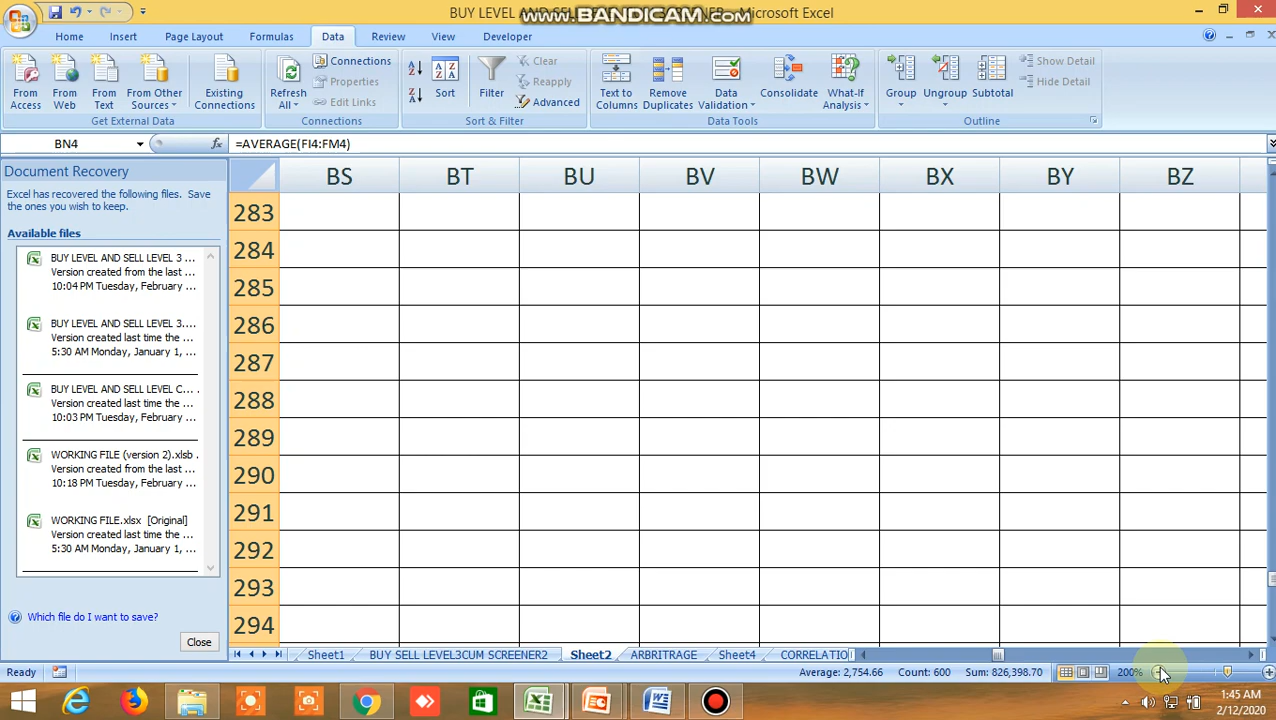 BUY LEVEL AND SELL LEVEL 3 SCREENER - Microsoft Excel
www.BANDICAM.com
Home Insert Page Layout Formulas Data Review View Developer
From Access
From Web
From Text
From Other Sources
Existing Connections
Get External Data
Refresh All
Connections
Properties
Edit Links
Connections
Sort
Filter
Clear
Reapply
Advanced
Sort & Filter
Text to Columns
Remove Duplicates
Data Validation
Consolidate
What-If Analysis
Data Tools
Group
Ungroup
Subtotal
Show Detail
Hide Detail
Outline
BN4 fx =AVERAGE(FI4:FM4)
Document Recovery
Excel has recovered the following files. Save
the ones you wish to keep.
Available files
BUY LEVEL AND SELL LEVEL 3 ...
Version created from the last ...
10:04 PM Tuesday, February ...
BUY LEVEL AND SELL LEVEL 3....
Version created last time the ...
5:30 AM Monday, January 1, ...
BUY LEVEL AND SELL LEVEL C... .
Version created last time the ...
10:03 PM Tuesday, February ...
WORKING FILE (version 2).xlsb .
Version created from the last ...
10:18 PM Tuesday, February ...
WORKING FILE.xlsx [Original]
Version created last time the ...
5:30 AM Monday, January 1, ...
Which file do I want to save?
Close
BS BT BU BV BW BX BY BZ
283
284
285
286
287
288
289
290
291
292
293
294
Sheet1 BUY SELL LEVEL3CUM SCREENER2 Sheet2 ARBRITRAGE Sheet4 CORRELATIO
Ready Average: 2,754.66 Count: 600 Sum: 826,398.70 200%
1:45 AM
2/12/2020